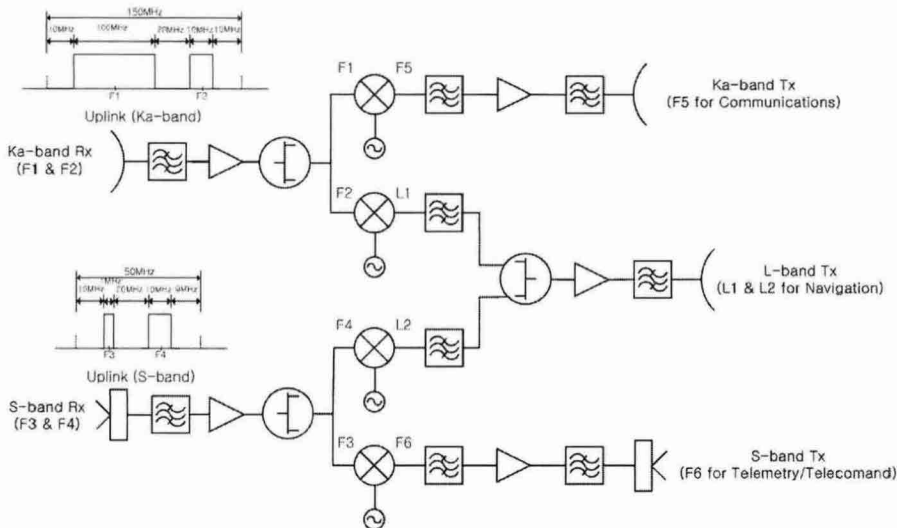 150MHz
10MHz 100MHz 20MHz 10MHz 10MHz
F1 F2
Uplink (Ka-band)
Ka-band Rx
(F1 & F2)
F1 F5
Ka-band Tx
(F5 for Communications)
F2 L1
L-band Tx
(L1 & L2 for Navigation)
50MHz
1MHz
10MHz 20MHz 10MHz 9MHz
F3 F4
Uplink (S-band)
F4 L2
S-band Rx
(F3 & F4)
F3 F6
S-band Tx
(F6 for Telemetry/Telecomand)